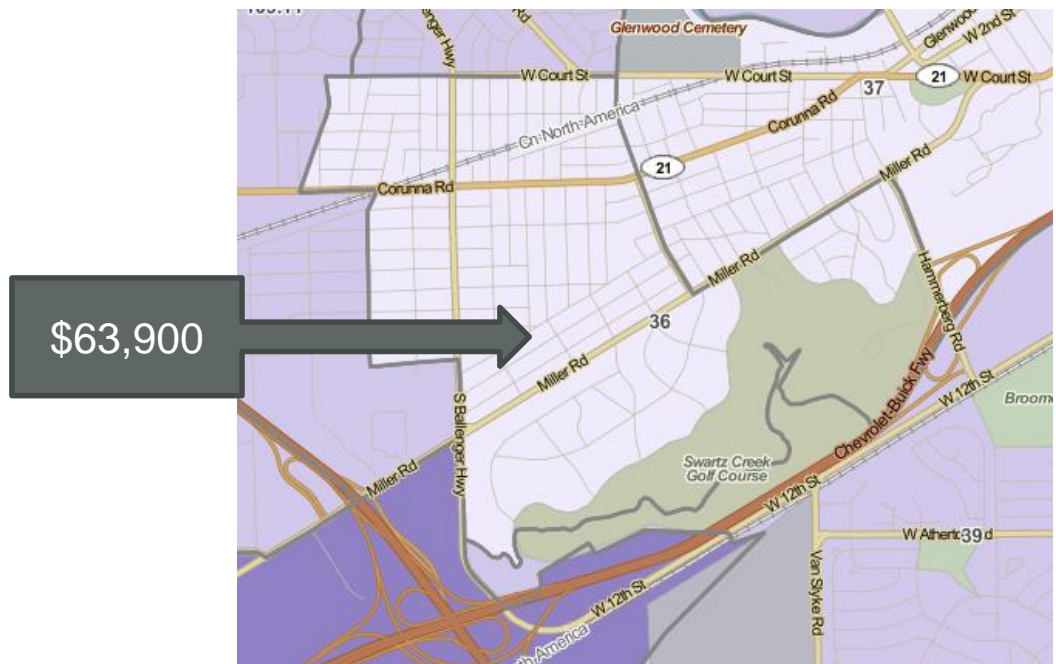 Glenwood Cemetery
W 2nd St
W Court St
W Court St
21
W Court St
37
Cn-North-America
Corunna Rd
21
Miller Rd
Corunna Rd
Miller Rd
Hammerberg Rd
$63,900
36
Miller Rd
Chevrolet-Buick Fwy
W 12th St
S Ballenger Hwy
Swartz Creek
Golf Course
Miller Rd
W 12th St
39
Van Slyke Rd
W 12th St